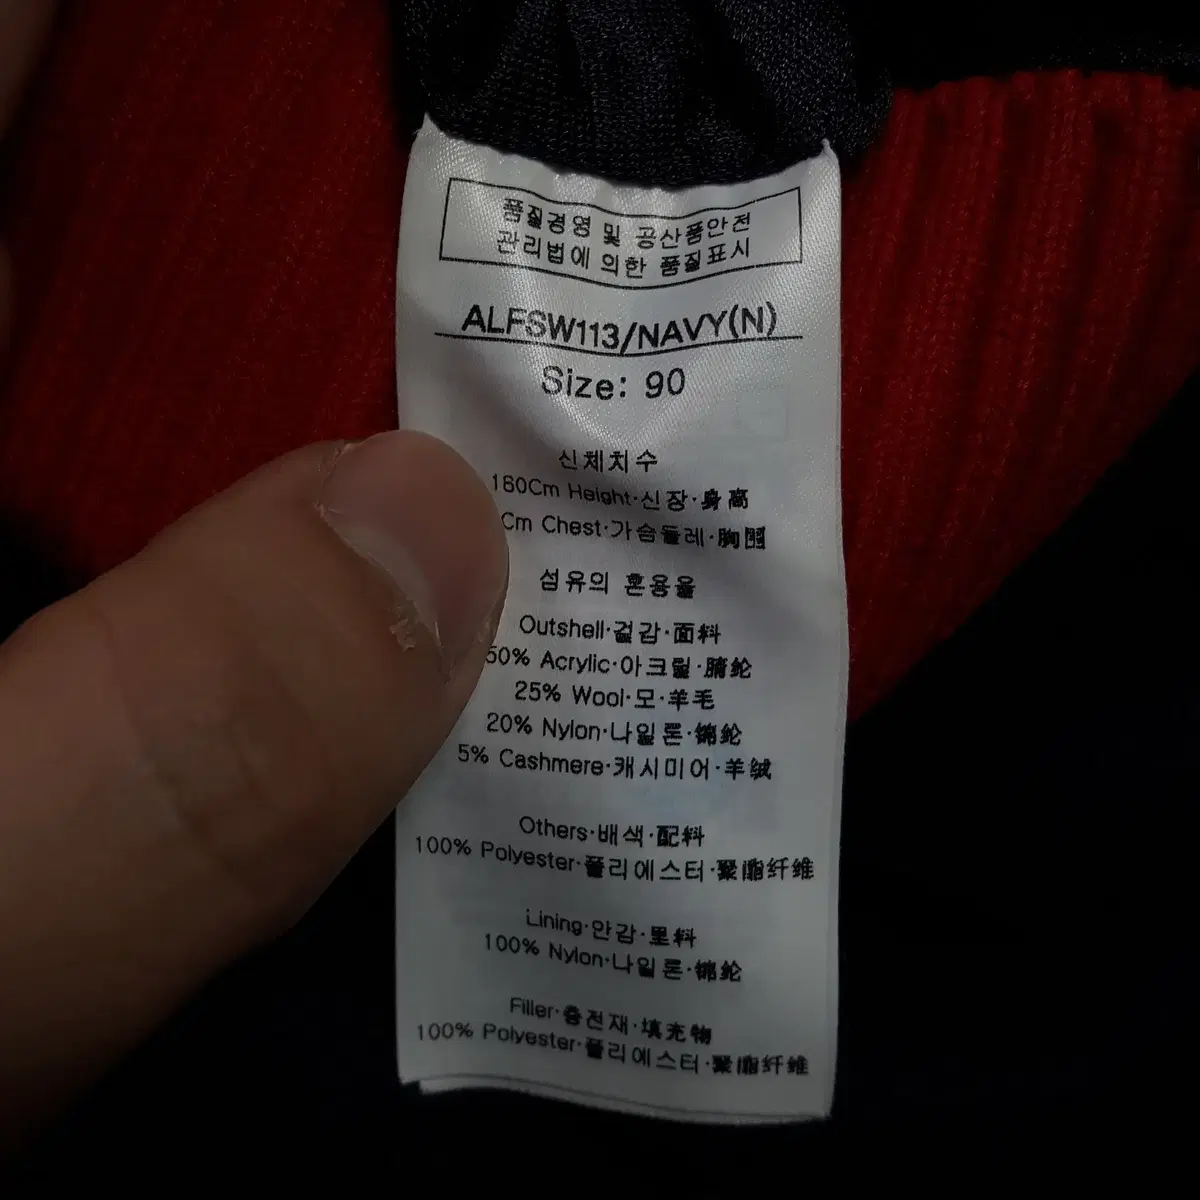 품질경영 및 공산품안전
관리법에 의한 품질표시
ALFSW113/NAVY(N)
Size: 90
신체치수
160Cm Height·신장·身高
Cm Chest·가슴둘레·胸围
섬유의 혼용율
Outshell·겉감·面料
50% Acrylic·아크릴·腈纶
25% Wool·모·羊毛
20% Nylon·나일론·锦纶
5% Cashmere·캐시미어·羊绒
Others·배색·配料
100% Polyester·폴리에스터·聚酯纤维
Lining·안감·里料
100% Nylon·나일론·锦纶
Filler·충전재·填充物
100% Polyester·폴리에스터·聚酯纤维